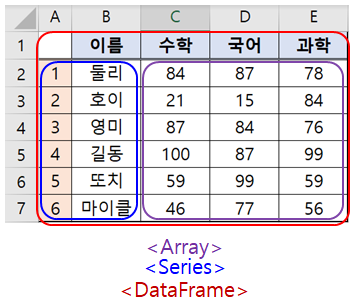 A B C D E
1 이름 수학 국어 과학
2 1 둘리 84 87 78
3 2 호이 21 15 84
4 3 영미 87 84 76
5 4 길동 100 87 99
6 5 또치 59 99 59
7 6 마이클 46 77 56
<Array>
<Series>
<DataFrame>